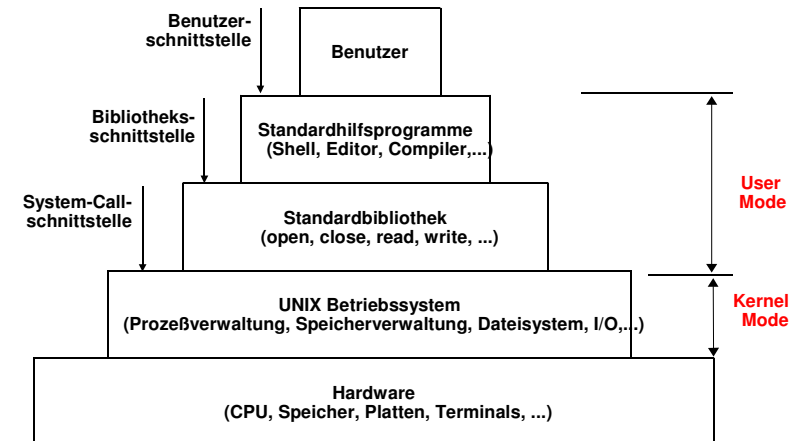 Benutzer-
schnittstelle
Benutzer
Bibliotheks-
schnittstelle
Standardhilfsprogramme
(Shell, Editor, Compiler,...)
User
Mode
System-Call-
schnittstelle
Standardbibliothek
(open, close, read, write, ...)
UNIX Betriebssystem
(Prozeßverwaltung, Speicherverwaltung, Dateisystem, I/O,...)
Kernel
Mode
Hardware
(CPU, Speicher, Platten, Terminals, ...)